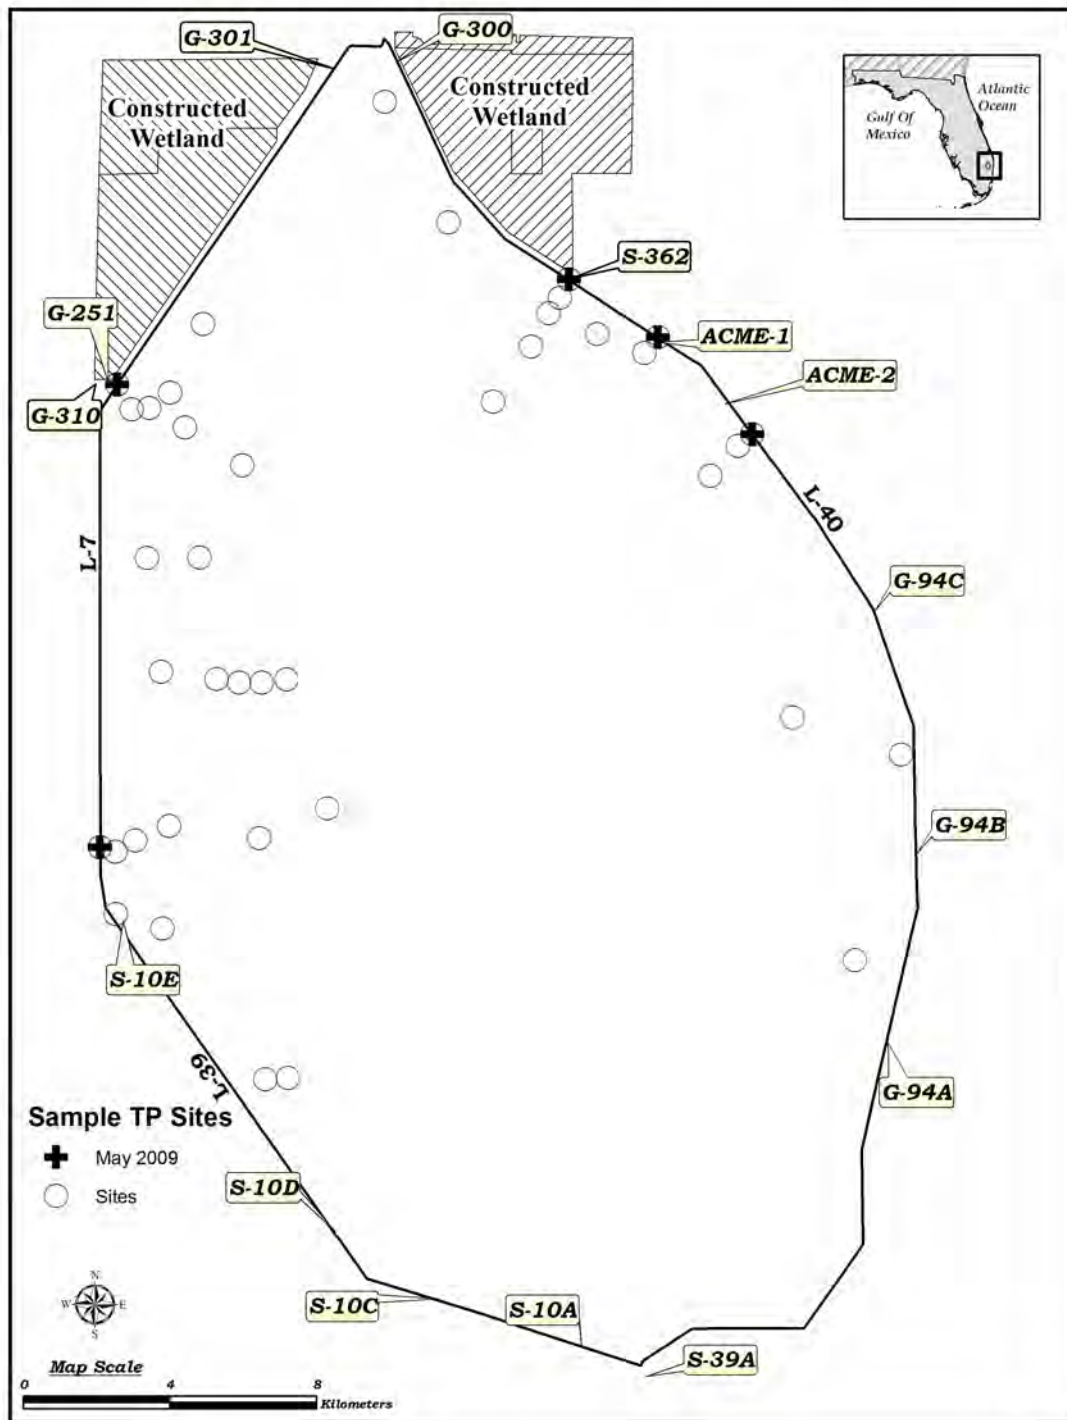 G-301
G-300
Constructed
Wetland
Constructed
Wetland
Atlantic
Ocean
Gulf Of
Mexico
S-362
G-251
ACME-1
ACME-2
G-310
L-40
L-7
G-94C
G-94B
S-10E
L-39
G-94A
Sample TP Sites
May 2009
Sites
S-10D
N
W
E
S
S-10C
S-10A
S-39A
Map Scale
0 4 8
Kilometers